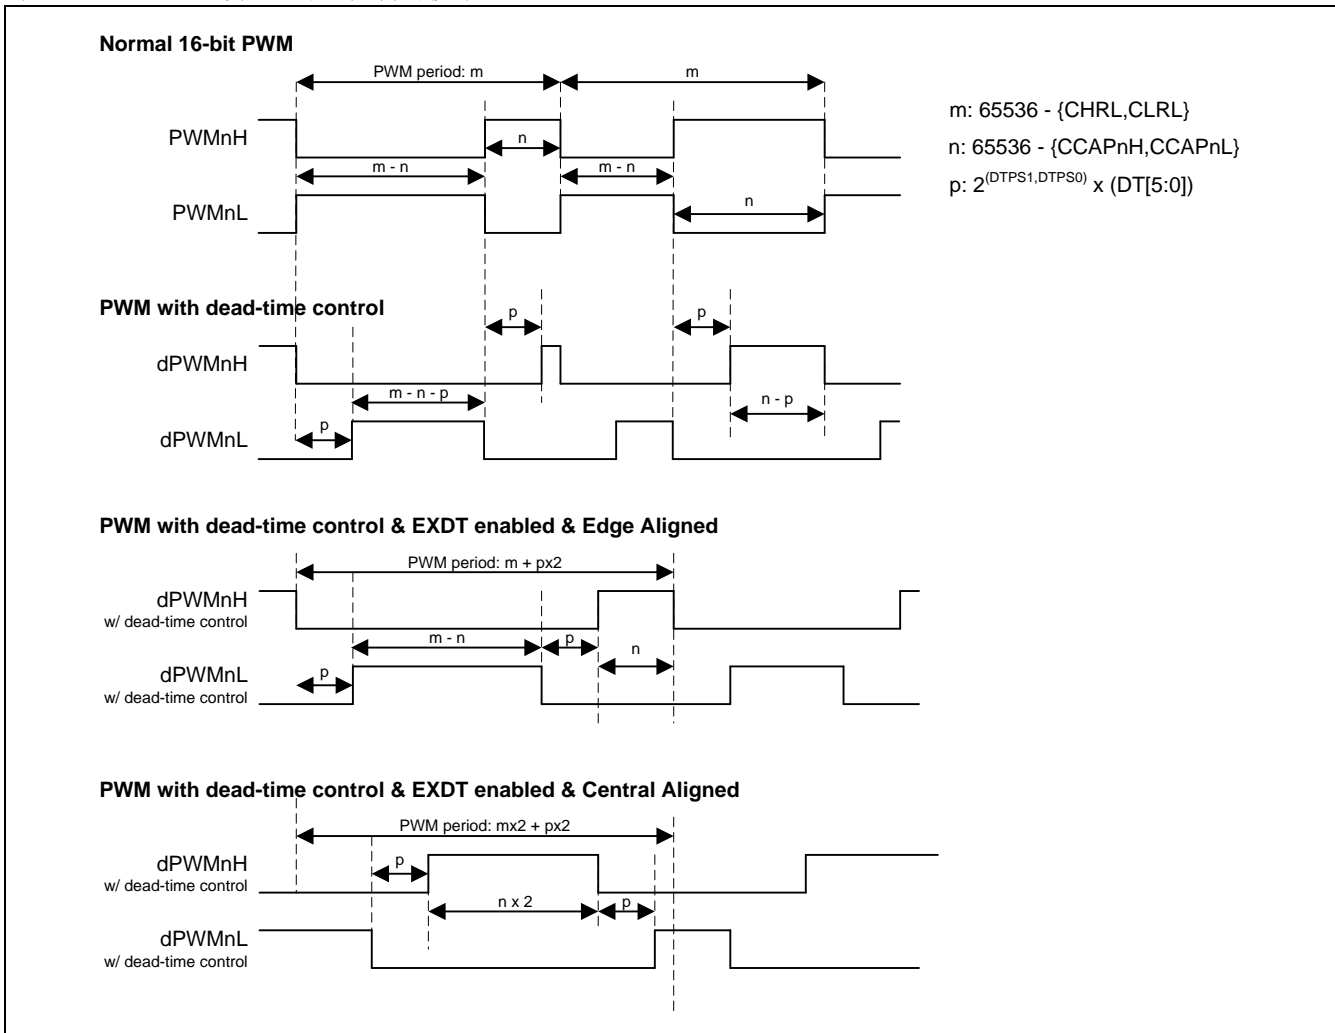 Normal 16-bit PWM
PWM period: m
m
m: 65536 - {CHRL,CLRL}
PWMnH
n
n: 65536 - {CCAPnH,CCAPnL}
m - n
m - n
p: 2^(DTPS1,DTPS0) x (DT[5:0])
PWMnL
n
PWM with dead-time control
p
p
dPWMnH
m - n - p
n - p
dPWMnL
p
PWM with dead-time control & EXDT enabled & Edge Aligned
PWM period: m + px2
dPWMnH
w/ dead-time control
m - n
p
n
dPWMnL
p
w/ dead-time control
PWM with dead-time control & EXDT enabled & Central Aligned
PWM period: mx2 + px2
dPWMnH
p
w/ dead-time control
n x 2
p
dPWMnL
w/ dead-time control